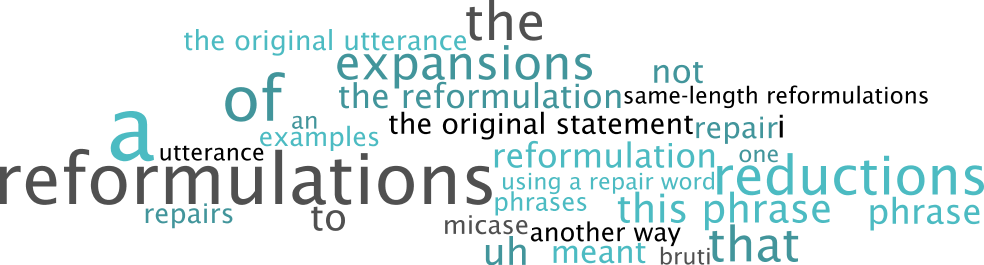 the
the original utterance
expansions
not
of
the reformulation
same-length reformulations
a
an
examples
the original statement
repair
i
utterance
reformulations
reformulation
one
using a repair word
reductions
phrases
this phrase
phrase
repairs
to
micase
another way
uh
meant
bruti
that